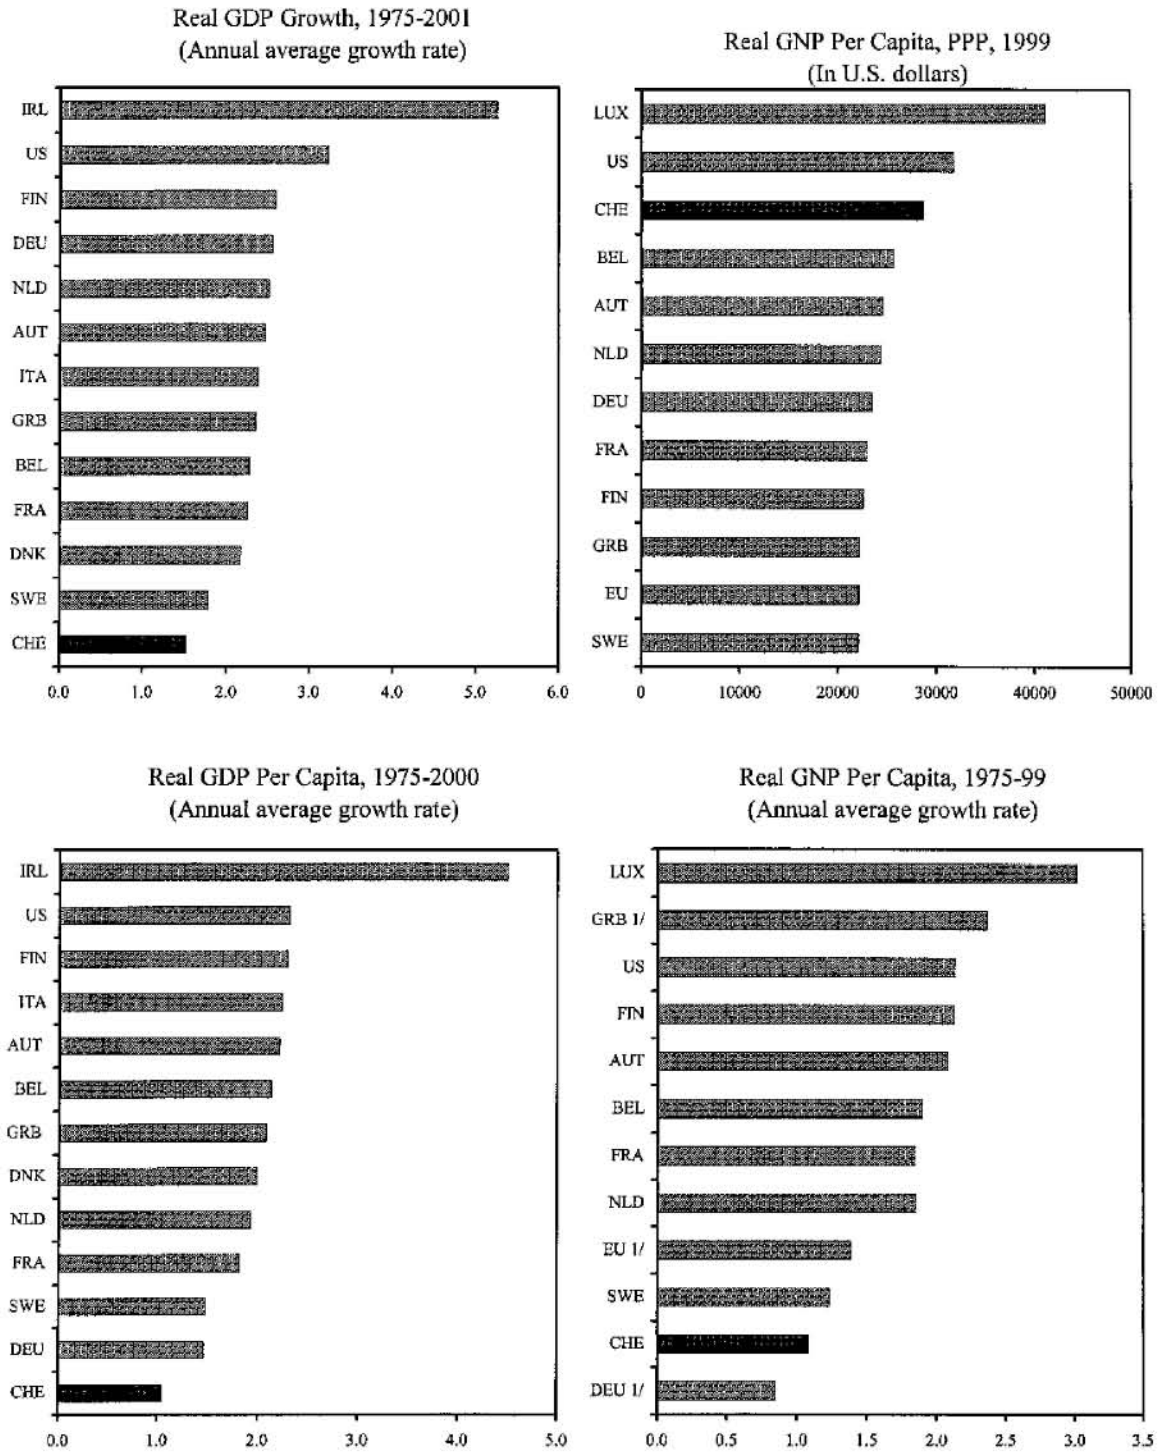 Real GDP Growth, 1975-2001
(Annual average growth rate)
IRL
US
FIN
DEU
NLD
AUT
ITA
GRB
BEL
FRA
DNK
SWE
CHE
0.0 1.0 2.0 3.0 4.0 5.0 6.0
Real GNP Per Capita, PPP, 1999
(In U.S. dollars)
LUX
US
CHE
BEL
AUT
NLD
DEU
FRA
FIN
GRB
EU
SWE
0 10000 20000 30000 40000 50000
Real GDP Per Capita, 1975-2000
(Annual average growth rate)
IRL
US
FIN
ITA
AUT
BEL
GRB
DNK
NLD
FRA
SWE
DEU
CHE
0.0 1.0 2.0 3.0 4.0 5.0
Real GNP Per Capita, 1975-99
(Annual average growth rate)
LUX
GRB 1/
US
FIN
AUT
BEL
FRA
NLD
EU 1/
SWE
CHE
DEU 1/
0.0 0.5 1.0 1.5 2.0 2.5 3.0 3.5